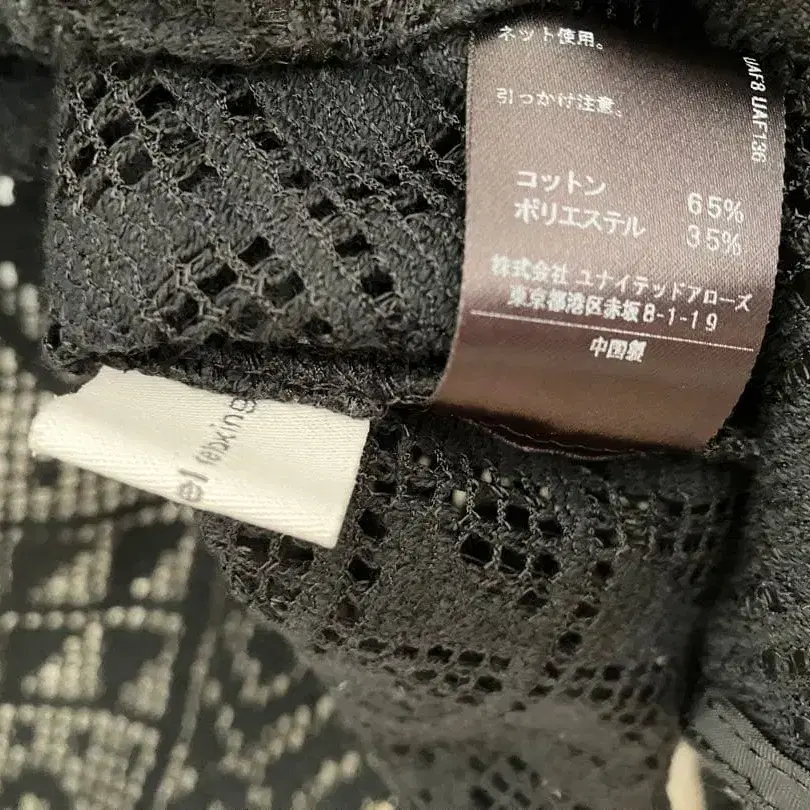 ネット使用。
引っかけ注意。
コットン 65%
ポリエステル 35%
株式会社 ユナイテッドアローズ
東京都港区赤坂8-1-19
中国製
UAF8 UAF136